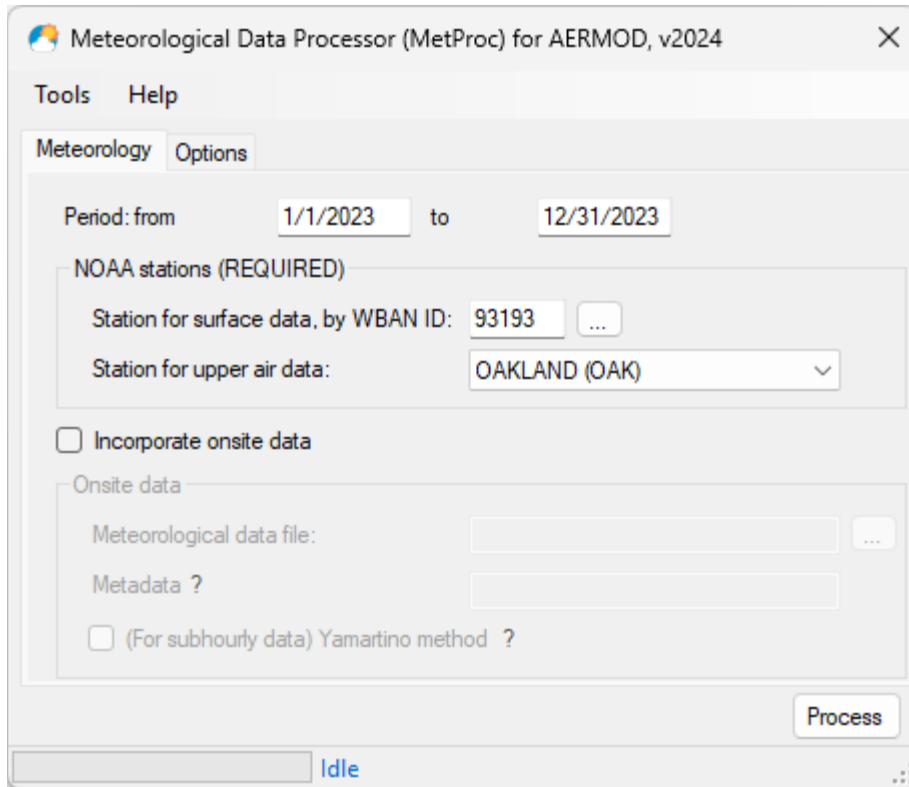 Meteorological Data Processor (MetProc) for AERMOD, v2024
Tools Help
Meteorology Options
Period: from 1/1/2023 to 12/31/2023
NOAA stations (REQUIRED)
Station for surface data, by WBAN ID: 93193 ...
Station for upper air data: OAKLAND (OAK)
Incorporate onsite data
Onsite data
Meteorological data file: ...
Metadata ?
(For subhourly data) Yamartino method ?
Process
Idle